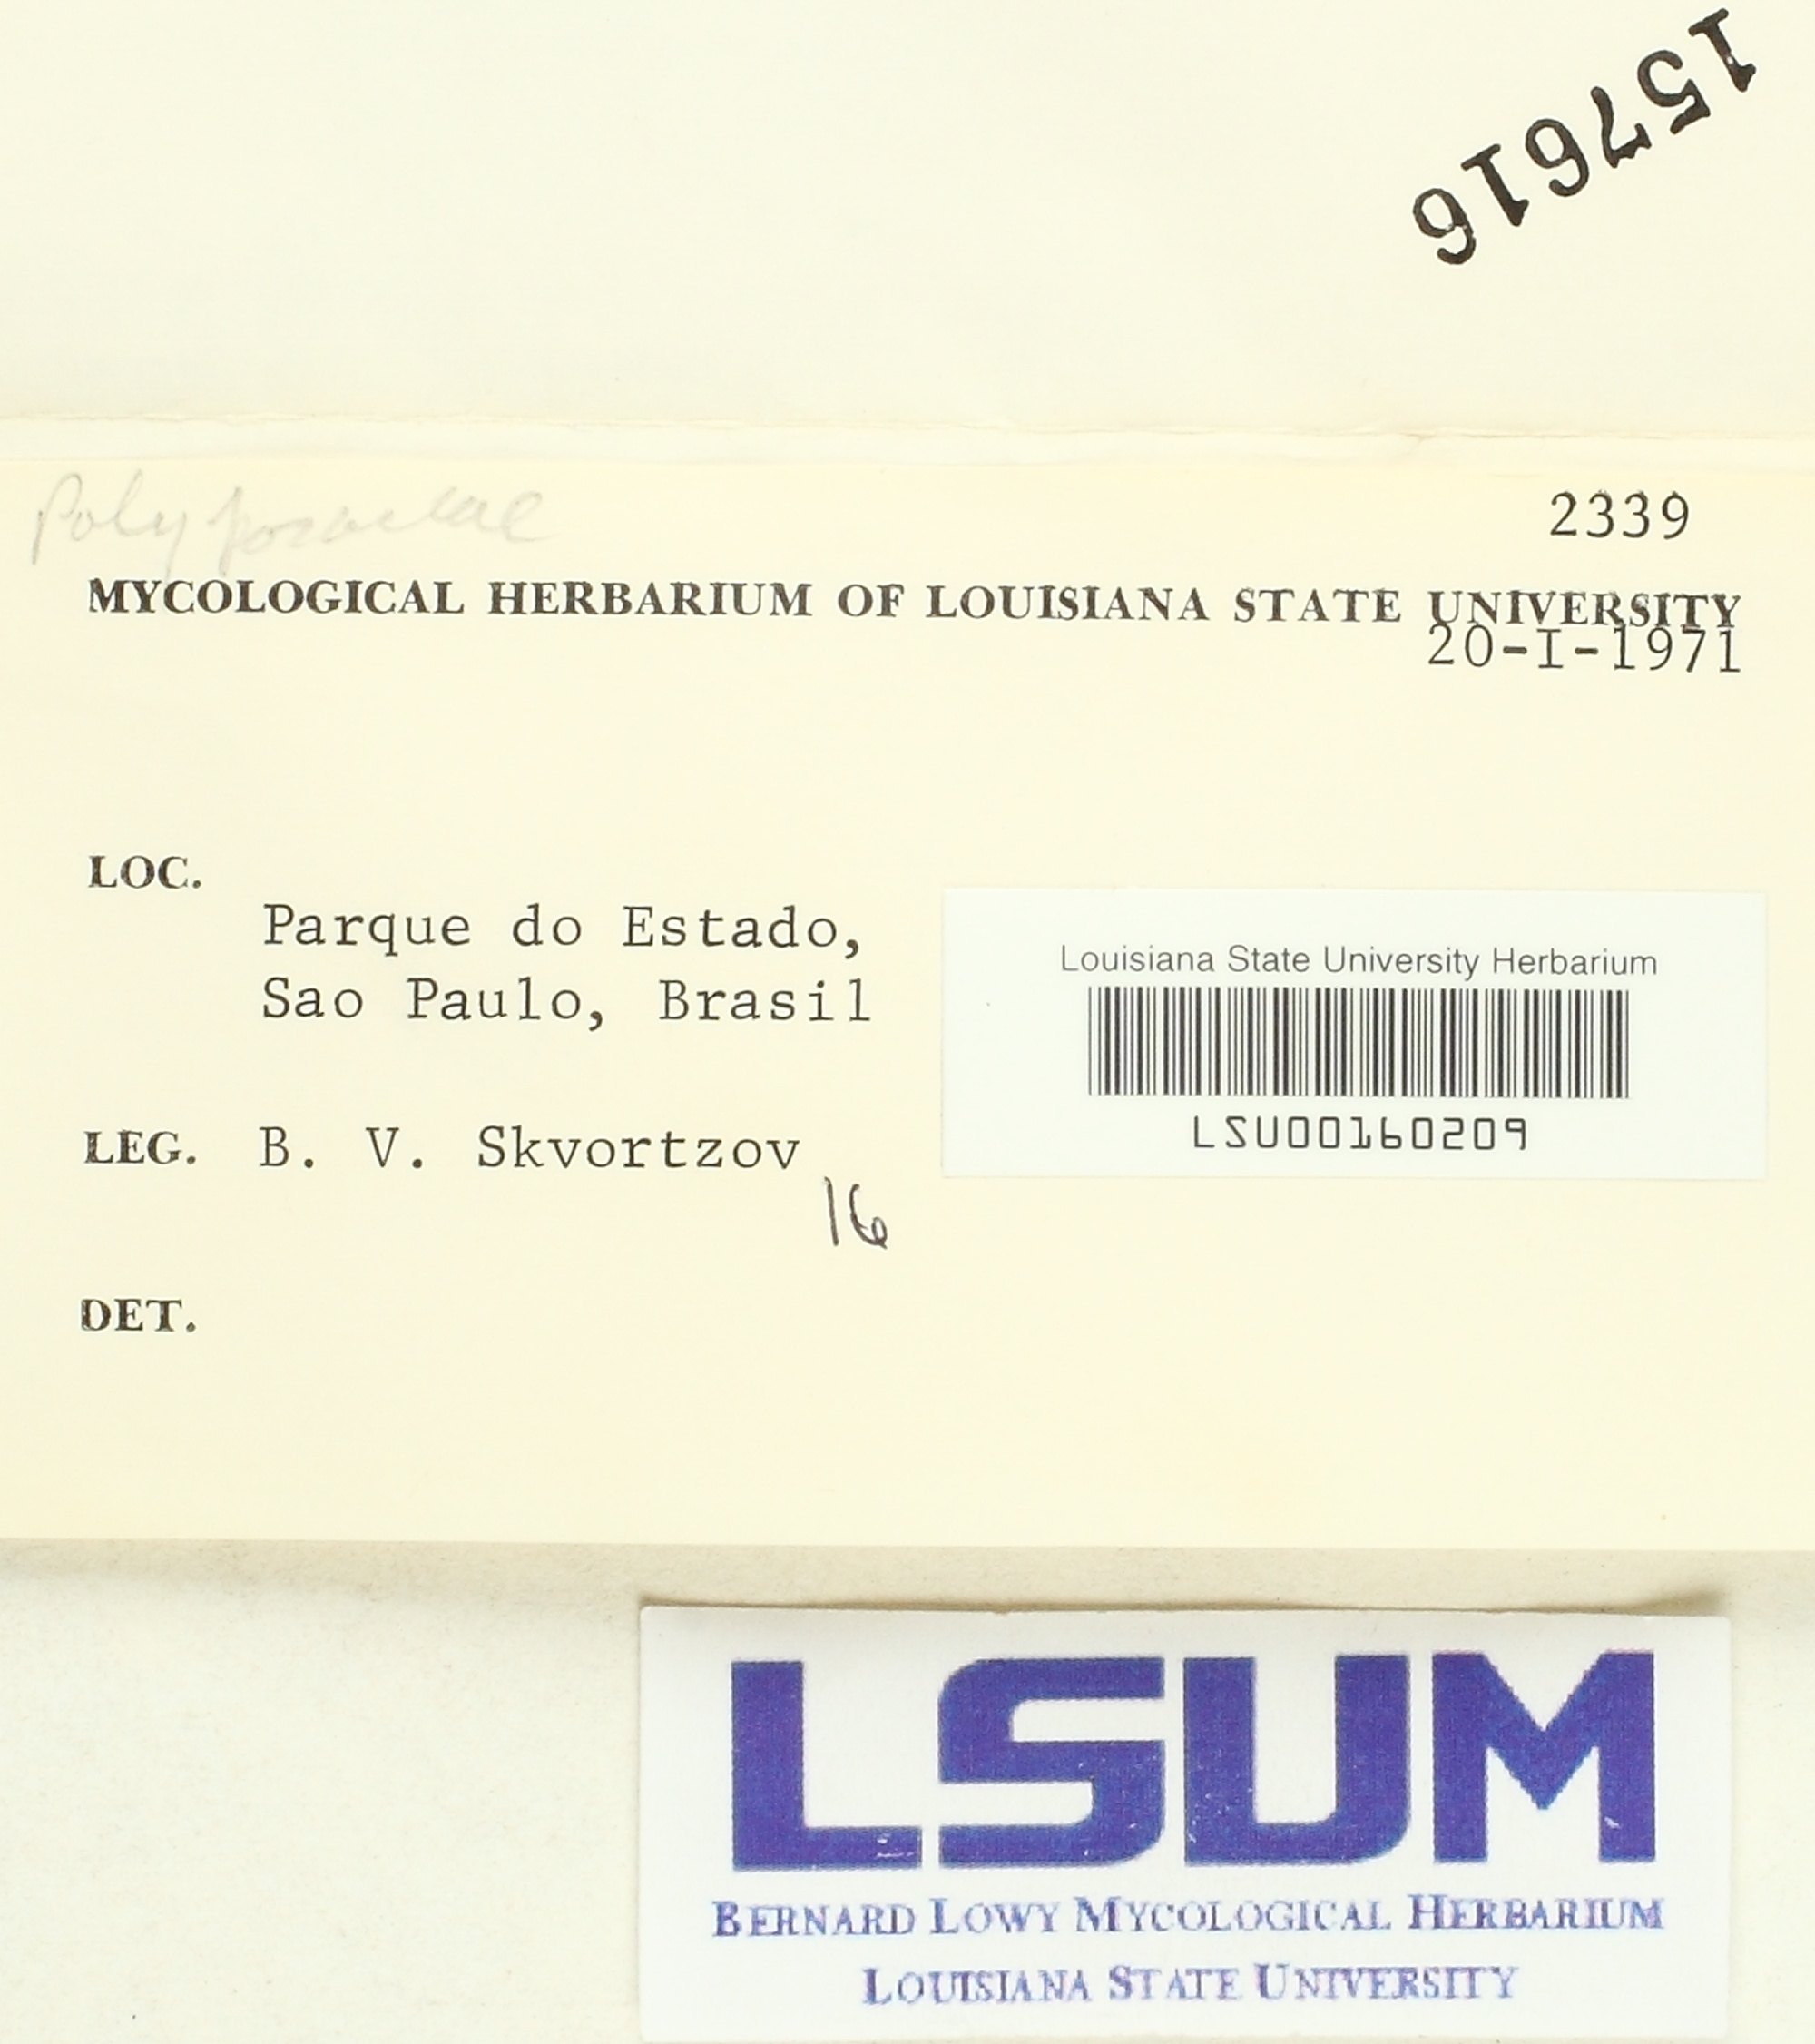 157616
Polyporaceae
2339
MYCOLOGICAL HERBARIUM OF LOUISIANA STATE UNIVERSITY
20-I-1971
LOC.
Parque do Estado,
Sao Paulo, Brasil
Louisiana State University Herbarium
LSU00160209
LEG. B. V. Skvortzov
16
DET.
LSUM
BERNARD LOWY MYCOLOGICAL HERBARIUM
LOUISIANA STATE UNIVERSITY